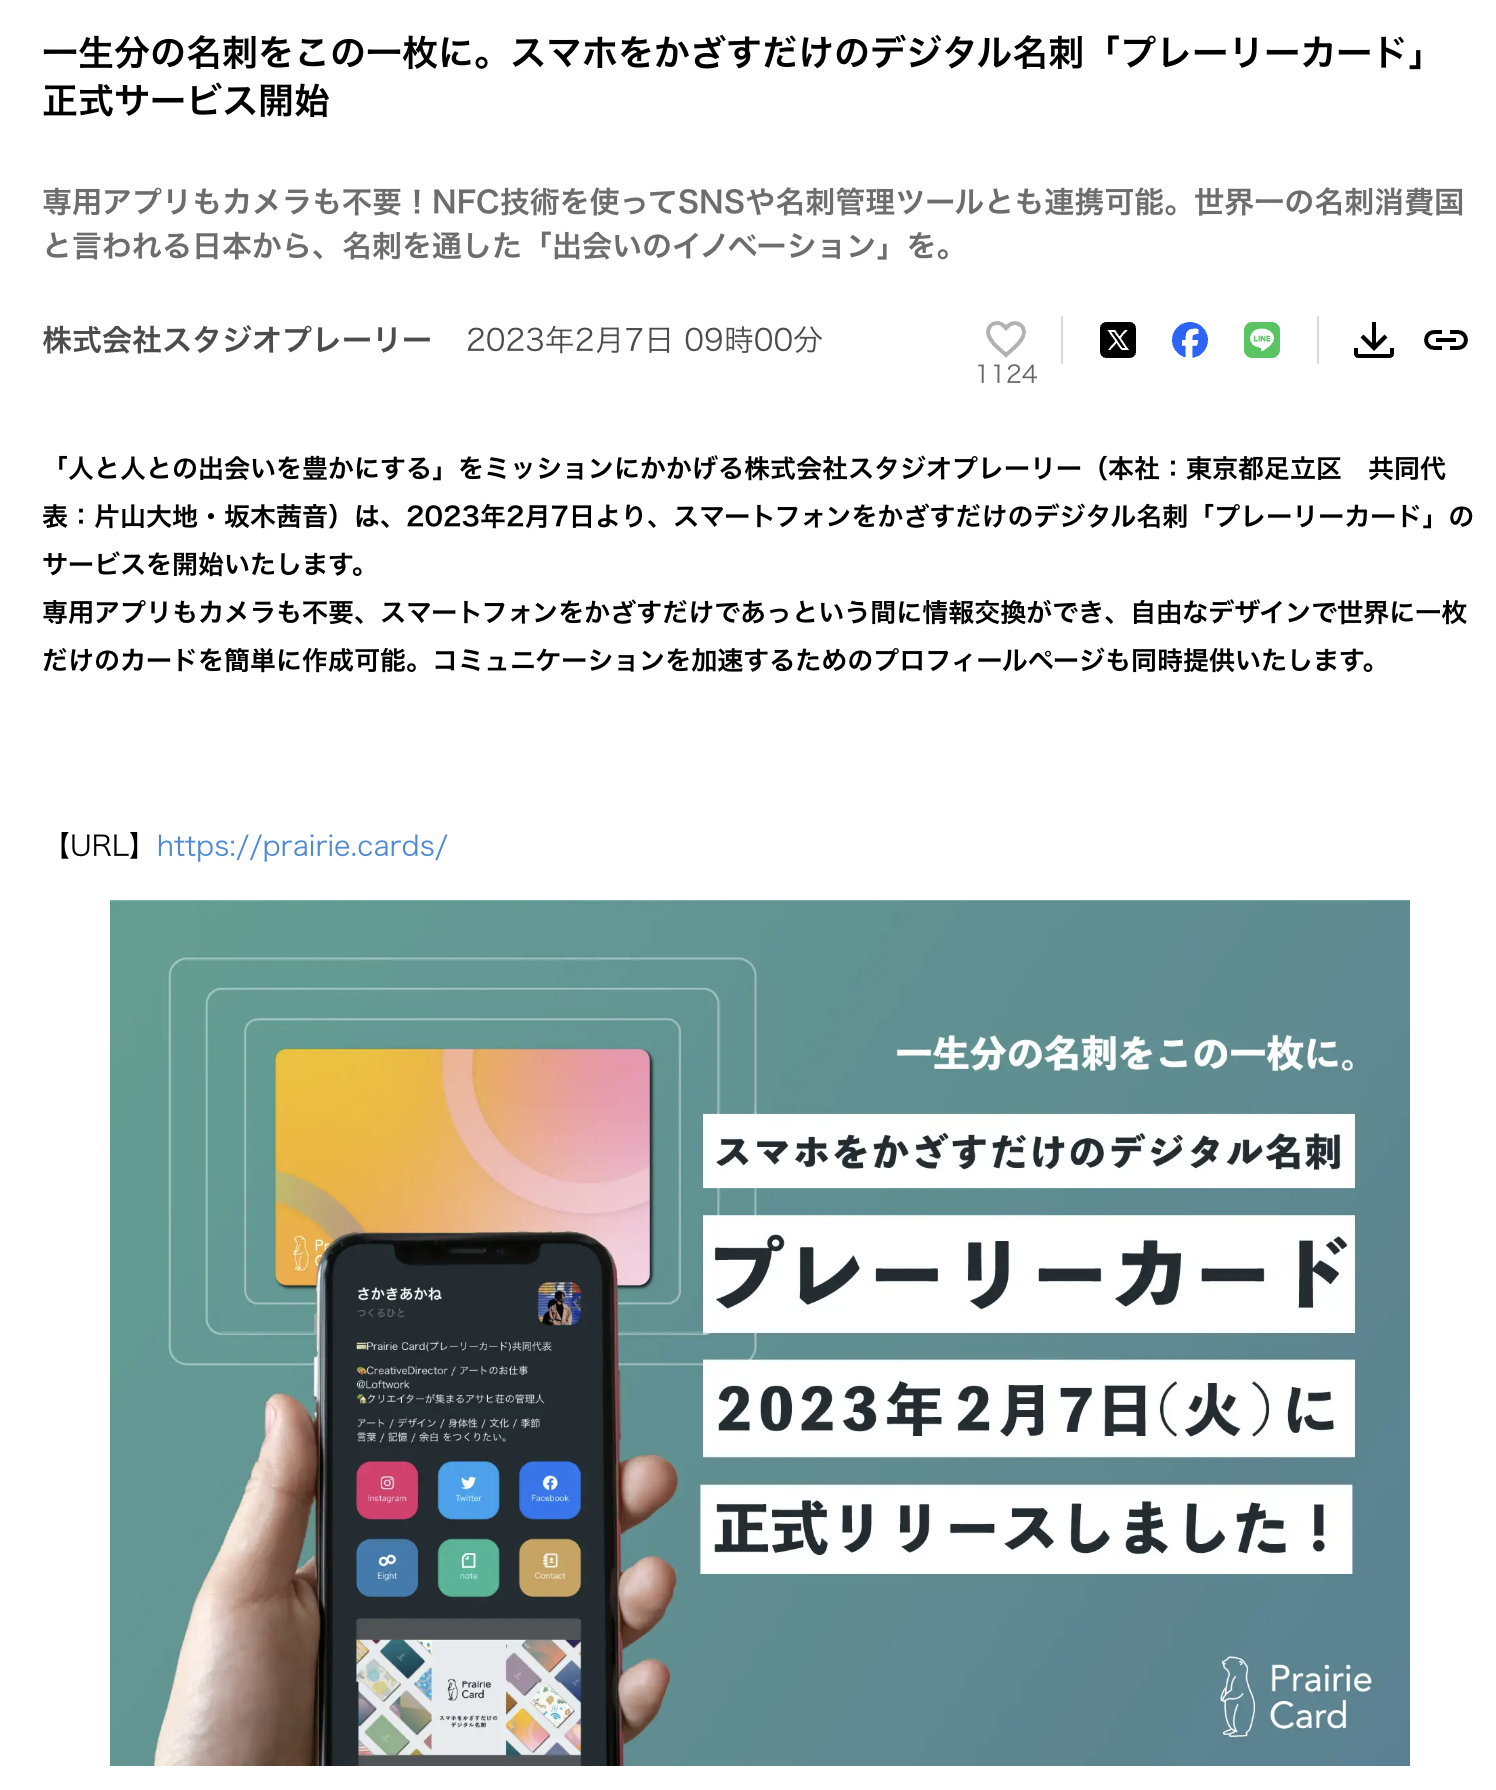 一生分の名刺をこの一枚に。スマホをかざすだけのデジタル名刺「プレーリーカード」
正式サービス開始
専用アプリもカメラも不要！NFC技術を使ってSNSや名刺管理ツールとも連携可能。世界一の名刺消費国
と言われる日本から、名刺を通した「出会いのイノベーション」を。
株式会社スタジオプレーリー　2023年2月7日 09時00分
1124
LINE
「人と人との出会いを豊かにする」をミッションにかかげる株式会社スタジオプレーリー（本社：東京都足立区　共同代
表：片山大地・坂木茜音）は、2023年2月7日より、スマートフォンをかざすだけのデジタル名刺「プレーリーカード」の
サービスを開始いたします。
専用アプリもカメラも不要、スマートフォンをかざすだけであっという間に情報交換ができ、自由なデザインで世界に一枚
だけのカードを簡単に作成可能。コミュニケーションを加速するためのプロフィールページも同時提供いたします。
【URL】https://prairie.cards/
一生分の名刺をこの一枚に。
スマホをかざすだけのデジタル名刺
プレーリーカード
2023年2月7日（火）に
正式リリースしました！
さかきあかね
つくるひと
Prairie Card(プレーリーカード)共同代表
CreativeDirector / アートのお仕事
@Loftwork
クリエイターが集まるアサヒ荘の管理人
アート / デザイン / 身体性 / 文化 / 季節
言葉 / 記憶 / 余白 をつくりたい。
Instagram
Twitter
Facebook
Eight
note
Contact
Prairie
Card
スマホをかざすだけの
デジタル名刺
Prairie
Card